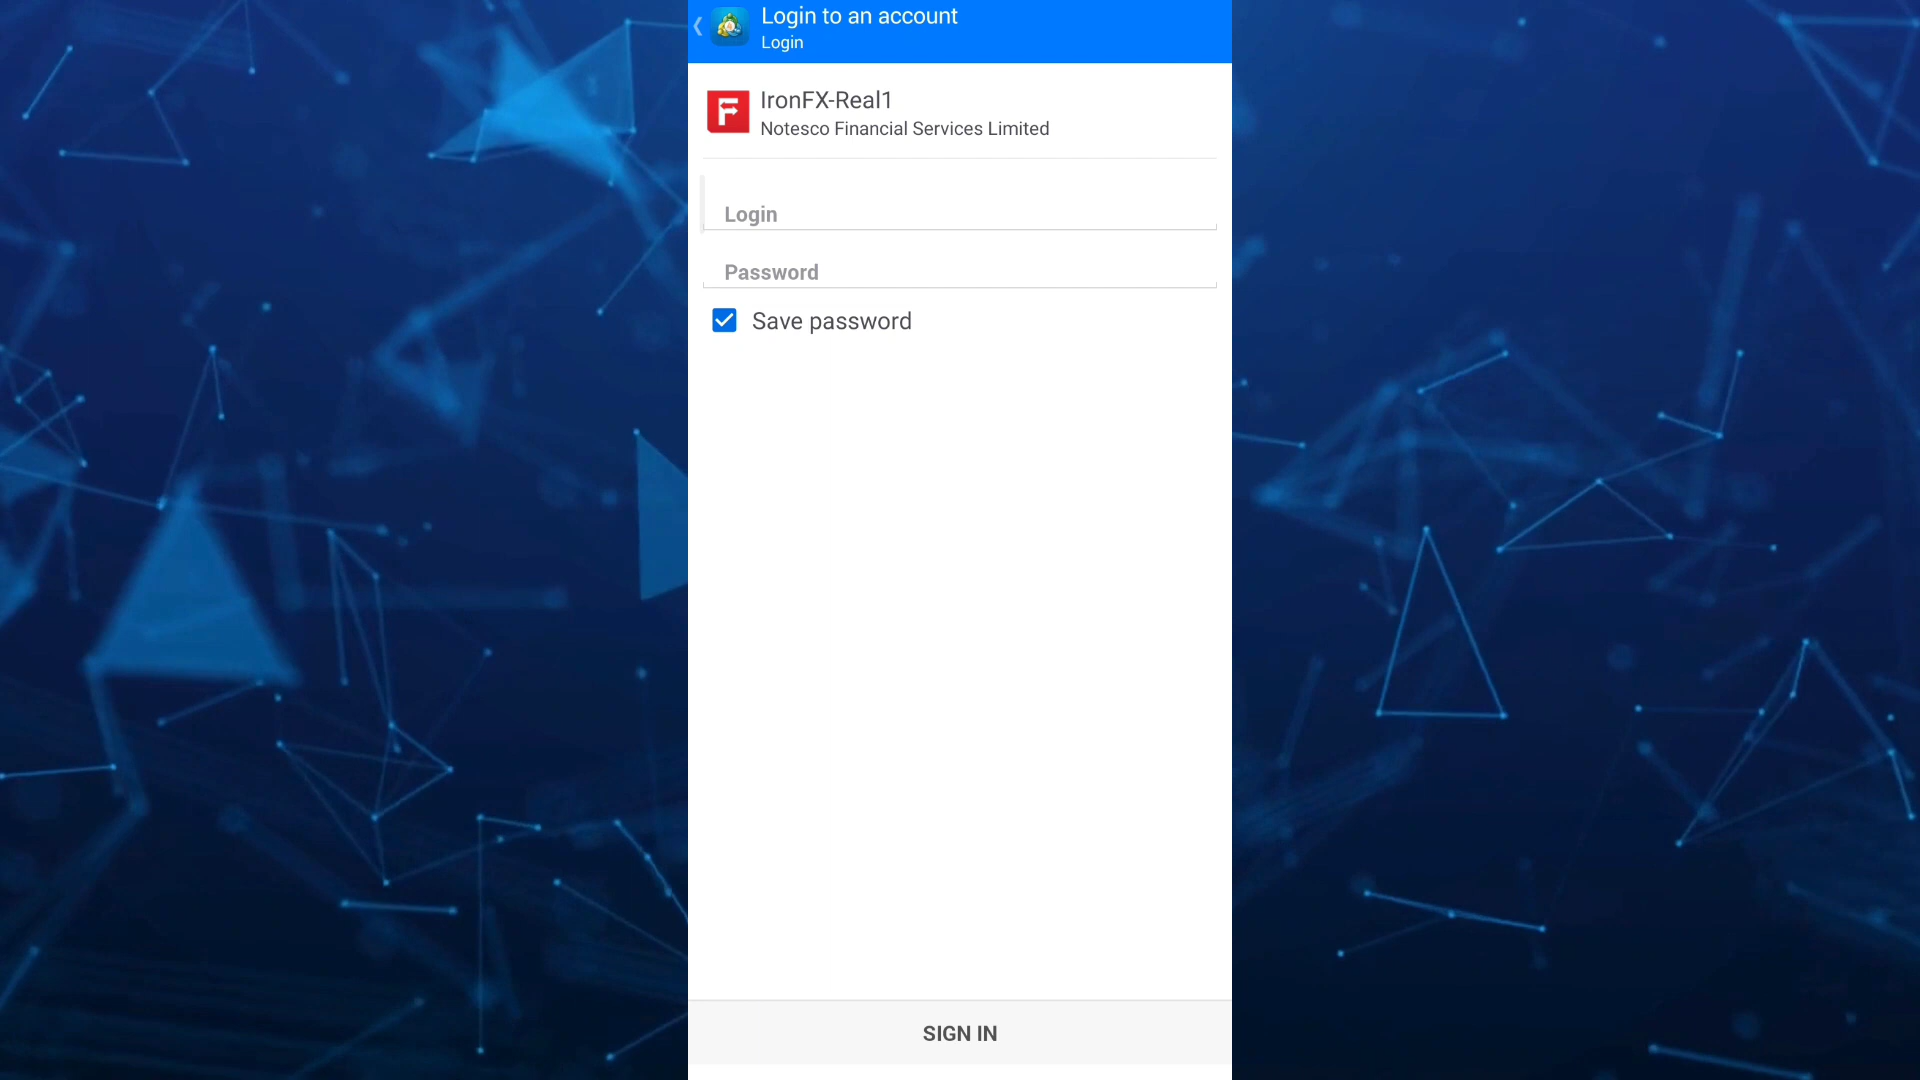 Login to an account
Login
IronFX-Real1
Notesco Financial Services Limited
Login
Password
Save password
SIGN IN